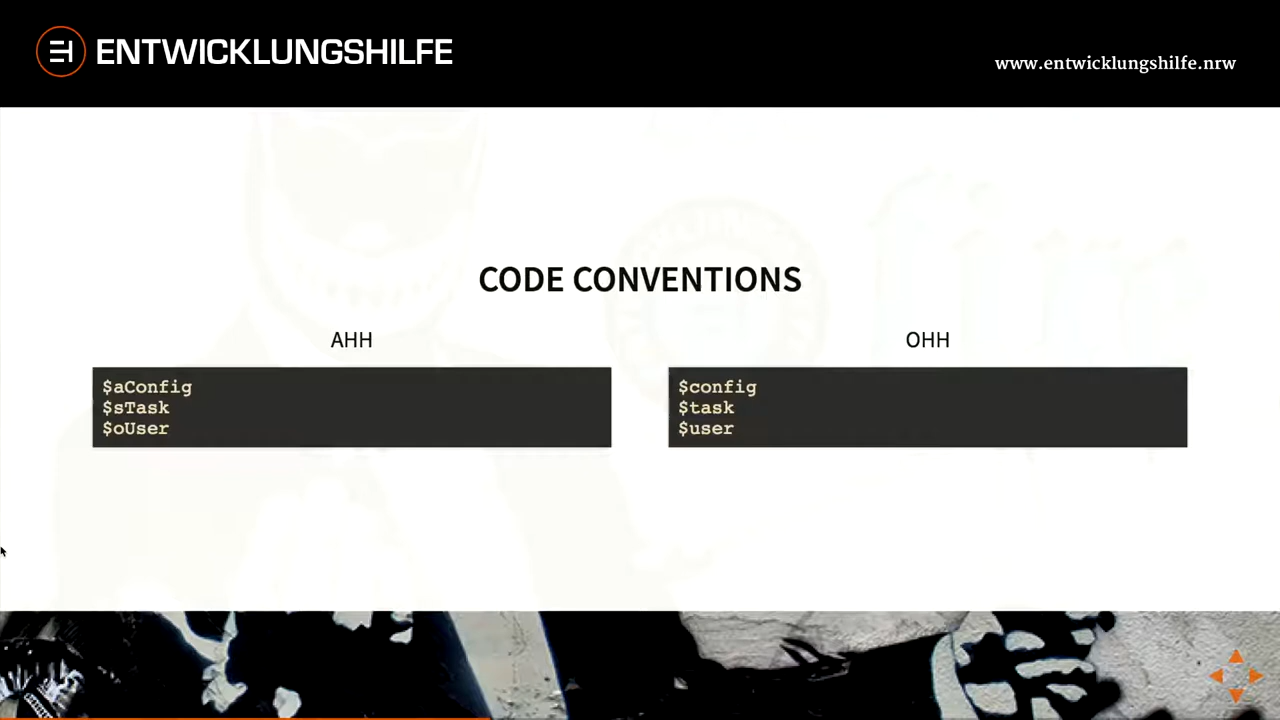 ENTWICKLUNGSHILFE
www.entwicklungshilfe.nrw
CODE CONVENTIONS
AHH
$aConfig
$sTask
$oUser
OHH
$config
$task
$user